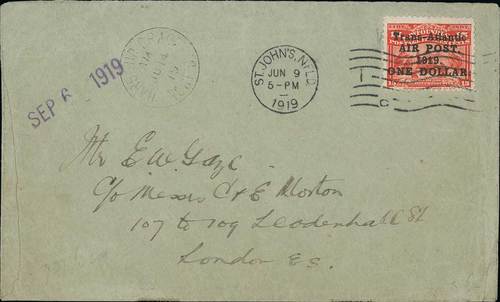 Trans-Atlantic
AIR POST,
1919.
ONE DOLLAR.
ST. JOHN'S, NFLD
JUN 9
5-PM
1919
SEP 6 1919
Mr E W
c/o Messrs C & E Morton
107 to 109 Leadenhall St
London E.C.